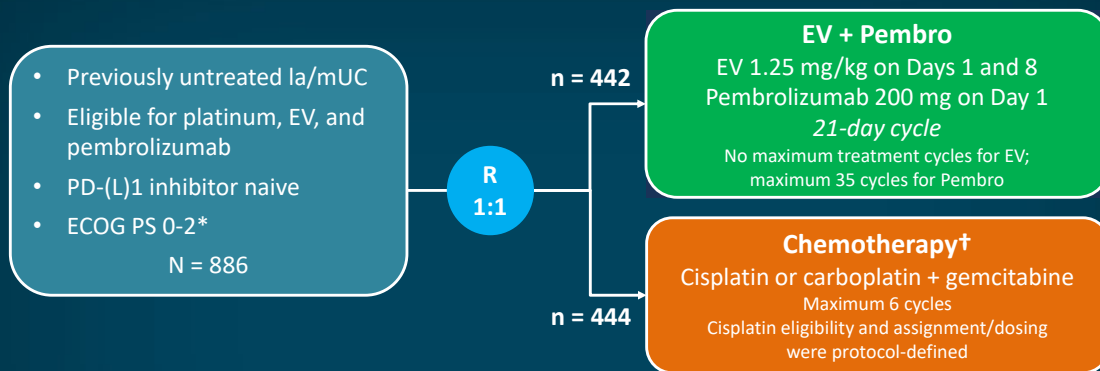 • Previously untreated la/mUC
• Eligible for platinum, EV, and
pembrolizumab
• PD-(L)1 inhibitor naive
• ECOG PS 0-2*
N = 886
R
1:1
n = 442
EV + Pembro
EV 1.25 mg/kg on Days 1 and 8
Pembrolizumab 200 mg on Day 1
21-day cycle
No maximum treatment cycles for EV;
maximum 35 cycles for Pembro
n = 444
Chemotherapy†
Cisplatin or carboplatin + gemcitabine
Maximum 6 cycles
Cisplatin eligibility and assignment/dosing
were protocol-defined